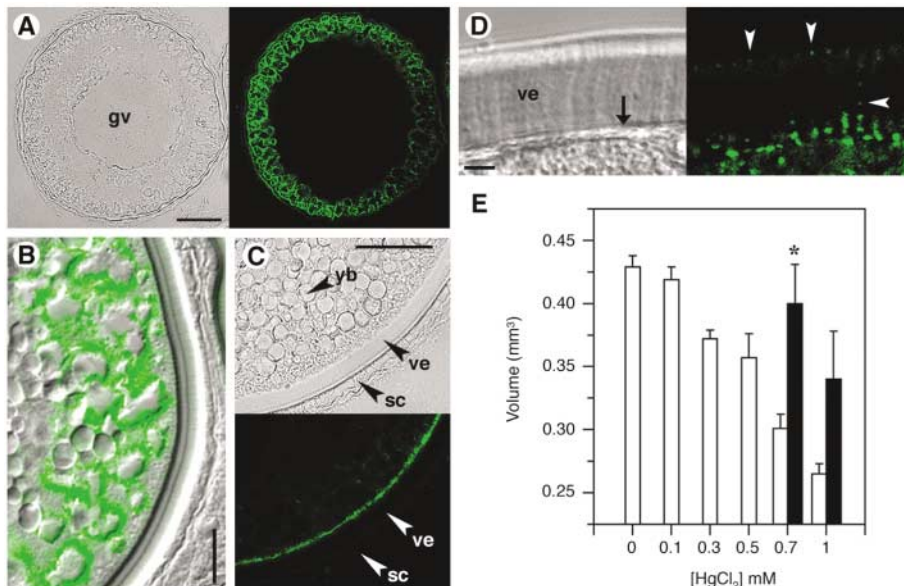 A
gv
B
C
yb
ve
sc
ve
sc
D
ve
E
*
Volume (mm³)
0.45
0.40
0.35
0.30
0.25
0 0.1 0.3 0.5 0.7 1
[HgCl₂] mM